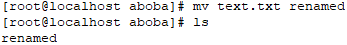 [root@localhost aboba]# mv text.txt renamed
[root@localhost aboba]# ls
renamed